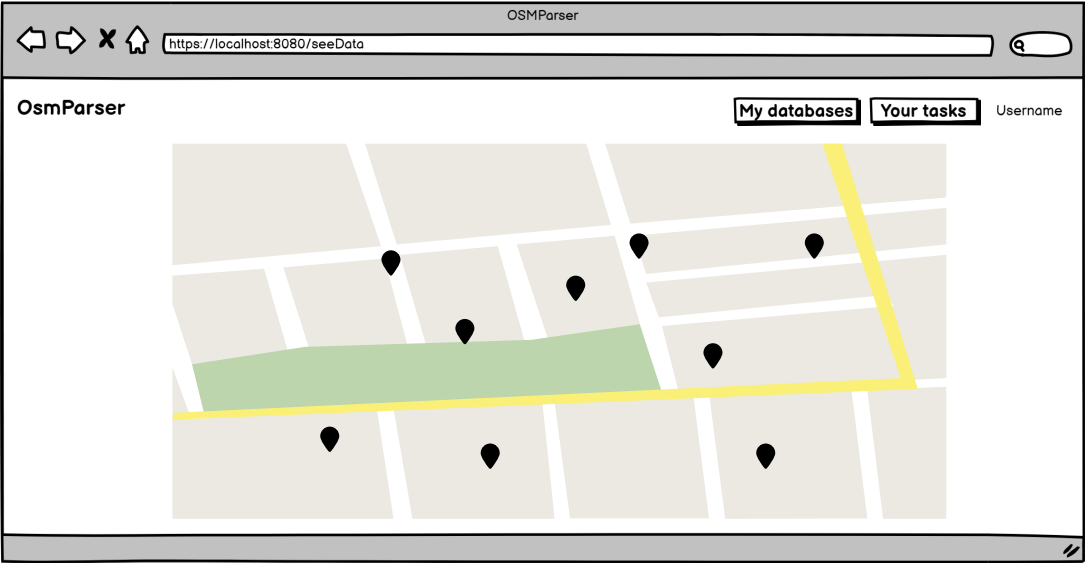 OSMParser
https://localhost:8080/seeData
OsmParser
My databases
Your tasks
Username